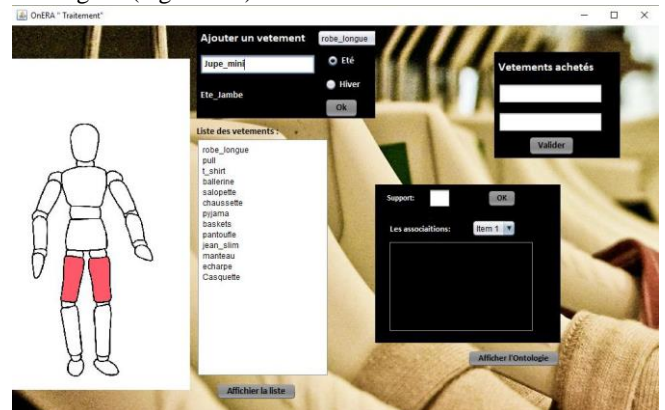 OnERA " Traitement"
Ajouter un vetement
robe_longue
Jupe_mini
Eté
Hiver
Ete_Jambe
Ok
Liste des vetements :
robe_longue
pull
t_shirt
ballerine
salopette
chaussette
pyjama
baskets
pantoufle
jean_slim
manteau
echarpe
Casquette
Affichier la liste
Vetements achetés
Valider
Support:
OK
Les associaitions:
Item 1
Afficher l'Ontologie